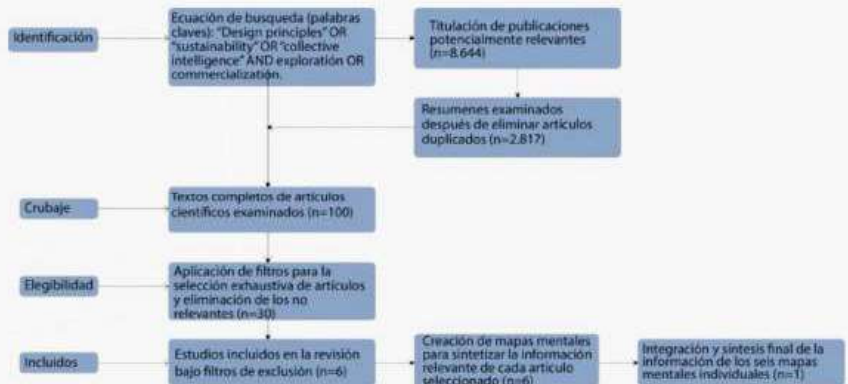 Identificación
Ecuación de busqueda (palabras
claves): "Design principles" OR
"sustainability" OR "collective
intelligence" AND exploration OR
commercialization.
Titulación de publicaciones
potencialmente relevantes
(n=8.644)
Resumenes examinados
después de eliminar artículos
duplicados (n=2.817)
Crubaje
Textos completos de artículos
científicos examinados (n=100)
Elegibilidad
Aplicación de filtros para la
selección exhaustiva de artículos
y eliminación de los no
relevantes (n=30)
Incluidos
Estudios incluidos en la revisión
bajo filtros de exclusión (n=6)
Creación de mapas mentales
para sintetizar la información
relevante de cada artículo
seleccionado (n=6)
Integración y síntesis final de la
información de los seis mapas
mentales individuales (n=1)